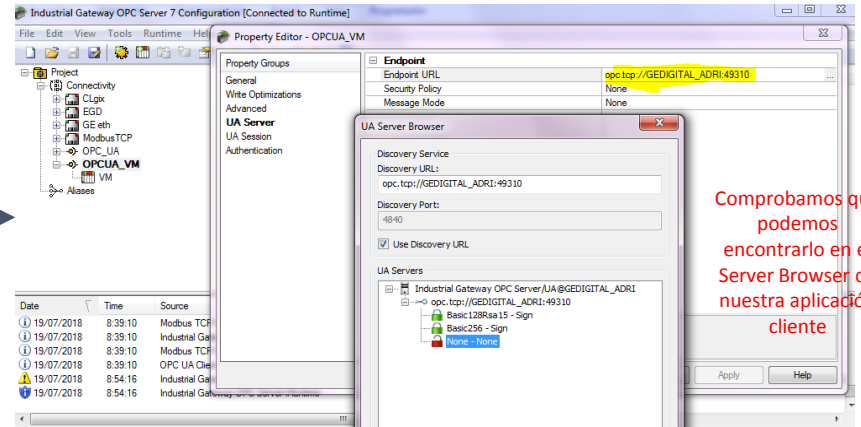 Industrial Gateway OPC Server 7 Configuration [Connected to Runtime]
File Edit View Tools Runtime Help
Project
Connectivity
CLgix
EGD
GE eth
ModbusTCP
OPC_UA
OPCUA_VM
VM
Aliases
Property Editor - OPCUA_VM
Property Groups
General
Write Optimizations
Advanced
UA Server
UA Session
Authentication
Endpoint
Endpoint URL opc.tcp://GEDIGITAL_ADRI:49310 ...
Security Policy None
Message Mode None
UA Server Browser
Discovery Service
Discovery URL:
opc.tcp://GEDIGITAL_ADRI:49310
Discovery Port:
4840
Use Discovery URL
UA Servers
Industrial Gateway OPC Server/UA@GEDIGITAL_ADRI
opc.tcp://GEDIGITAL_ADRI:49310
Basic128Rsa15 - Sign
Basic256 - Sign
None - None
Comprobamos qu
podemos
encontrarlo en e
Server Browser d
nuestra aplicació
cliente
Apply Help
Date Time Source
19/07/2018 8:39:10 Modbus TCP
19/07/2018 8:39:10 Industrial Ga
19/07/2018 8:39:10 Modbus TCP
19/07/2018 8:39:10 OPC UA Clie
19/07/2018 8:54:16 Industrial Ga
19/07/2018 8:54:16 Industrial Gateway OPC Server\Runtime